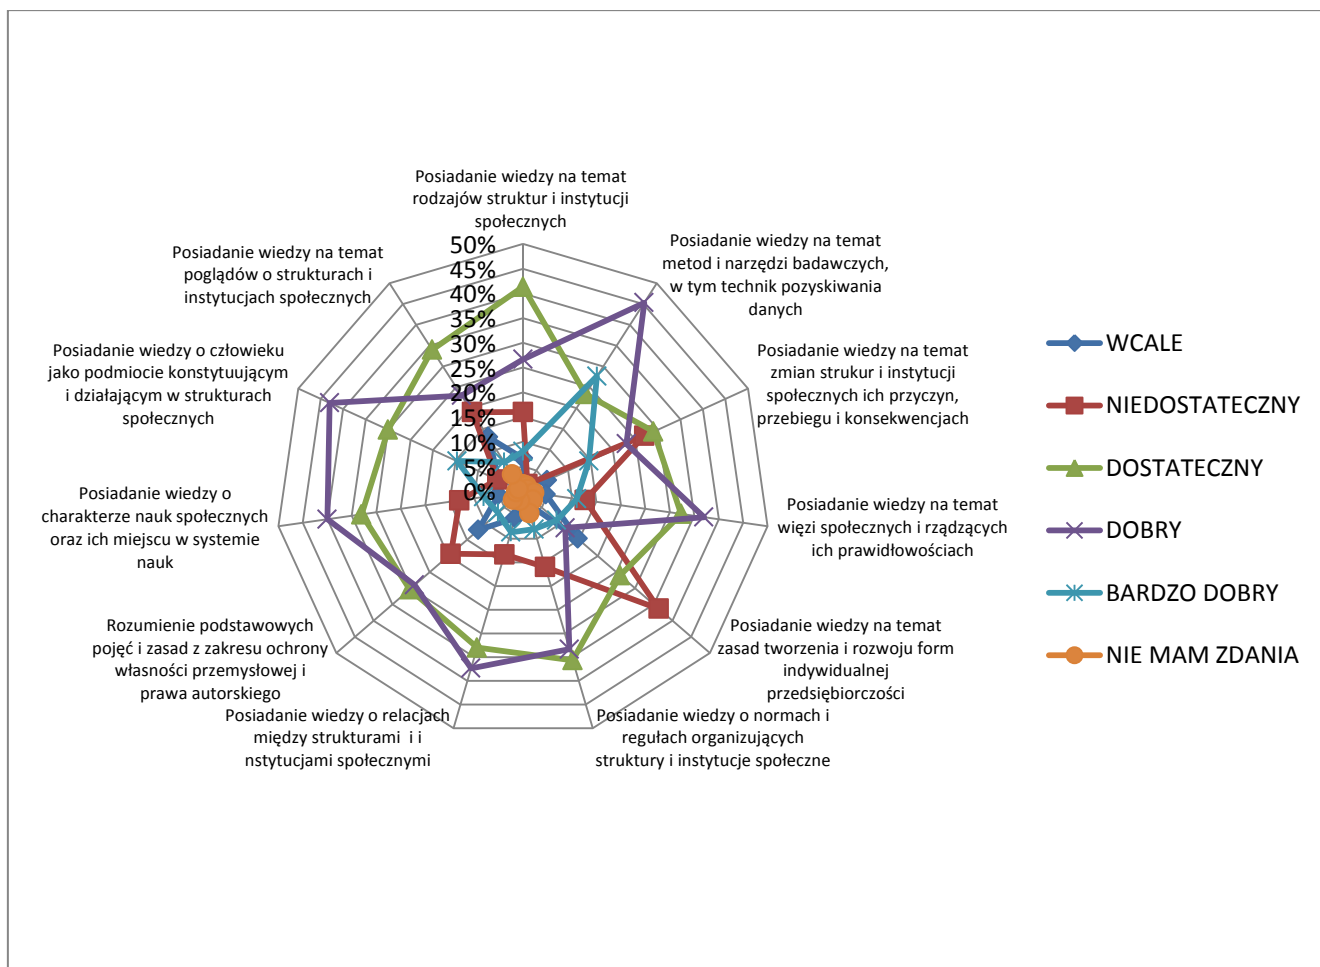 Posiadanie wiedzy na temat
rodzajów struktur i instytucji
społecznych
Posiadanie wiedzy na temat
metod i narzędzi badawczych,
w tym technik pozyskiwania
danych
Posiadanie wiedzy na temat
zmian strukur i instytucji
społecznych ich przyczyn,
przebiegu i konsekwencjach
Posiadanie wiedzy na temat
więzi społecznych i rządzących
ich prawidłowościach
Posiadanie wiedzy na temat
zasad tworzenia i rozwoju form
indywidualnej
przedsiębiorczości
Posiadanie wiedzy o normach i
regułach organizujących
struktury i instytucje społeczne
Posiadanie wiedzy o relacjach
między strukturami i i
nstytucjami społecznymi
Rozumienie podstawowych
pojęć i zasad z zakresu ochrony
własności przemysłowej i
prawa autorskiego
Posiadanie wiedzy o
charakterze nauk społecznych
oraz ich miejscu w systemie
nauk
Posiadanie wiedzy o człowieku
jako podmiocie konstytuującym
i działającym w strukturach
społecznych
Posiadanie wiedzy na temat
poglądów o strukturach i
instytucjach społecznych
50%
45%
40%
35%
30%
25%
20%
15%
10%
5%
0%
WCALE
NIEDOSTATECZNY
DOSTATECZNY
DOBRY
BARDZO DOBRY
NIE MAM ZDANIA